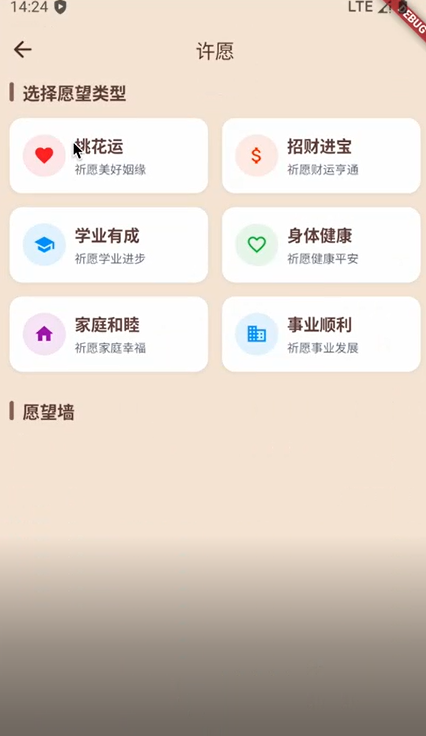 14:24
LTE
DEBUG
许愿
选择愿望类型
桃花运
祈愿美好姻缘
招财进宝
祈愿财运亨通
学业有成
祈愿学业进步
身体健康
祈愿健康平安
家庭和睦
祈愿家庭幸福
事业顺利
祈愿事业发展
愿望墙